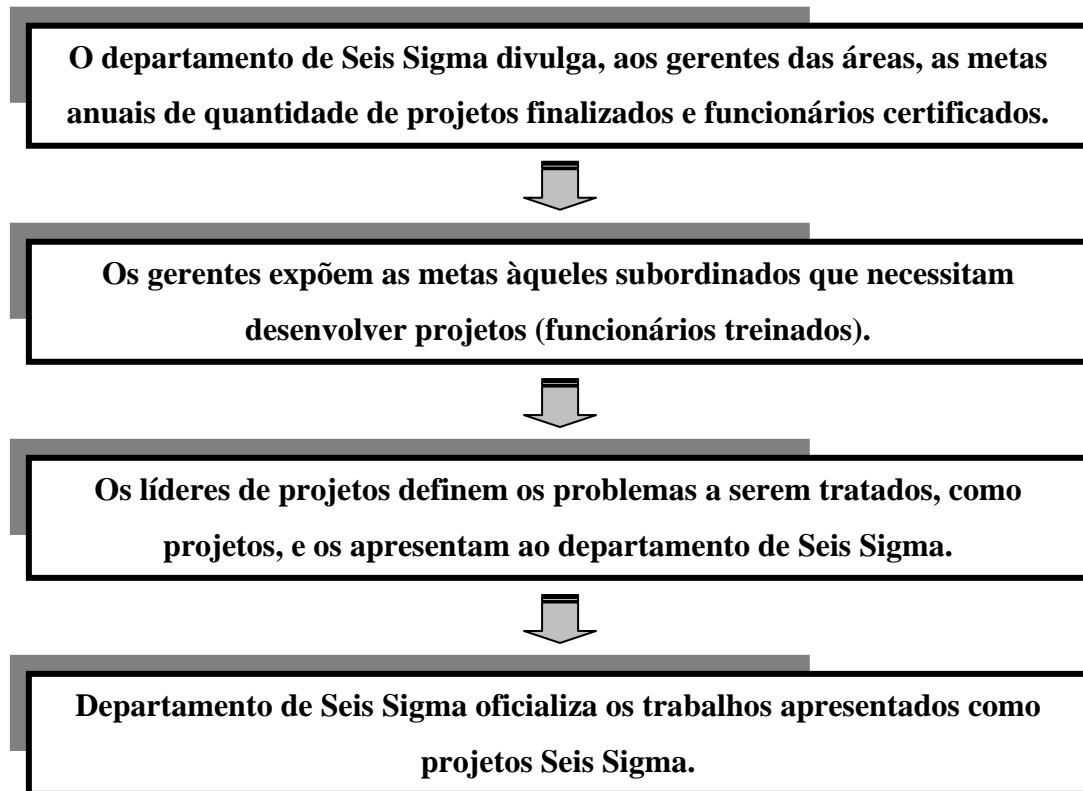 O departamento de Seis Sigma divulga, aos gerentes das áreas, as metas
anuais de quantidade de projetos finalizados e funcionários certificados.
Os gerentes expõem as metas àqueles subordinados que necessitam
desenvolver projetos (funcionários treinados).
Os líderes de projetos definem os problemas a serem tratados, como
projetos, e os apresentam ao departamento de Seis Sigma.
Departamento de Seis Sigma oficializa os trabalhos apresentados como
projetos Seis Sigma.